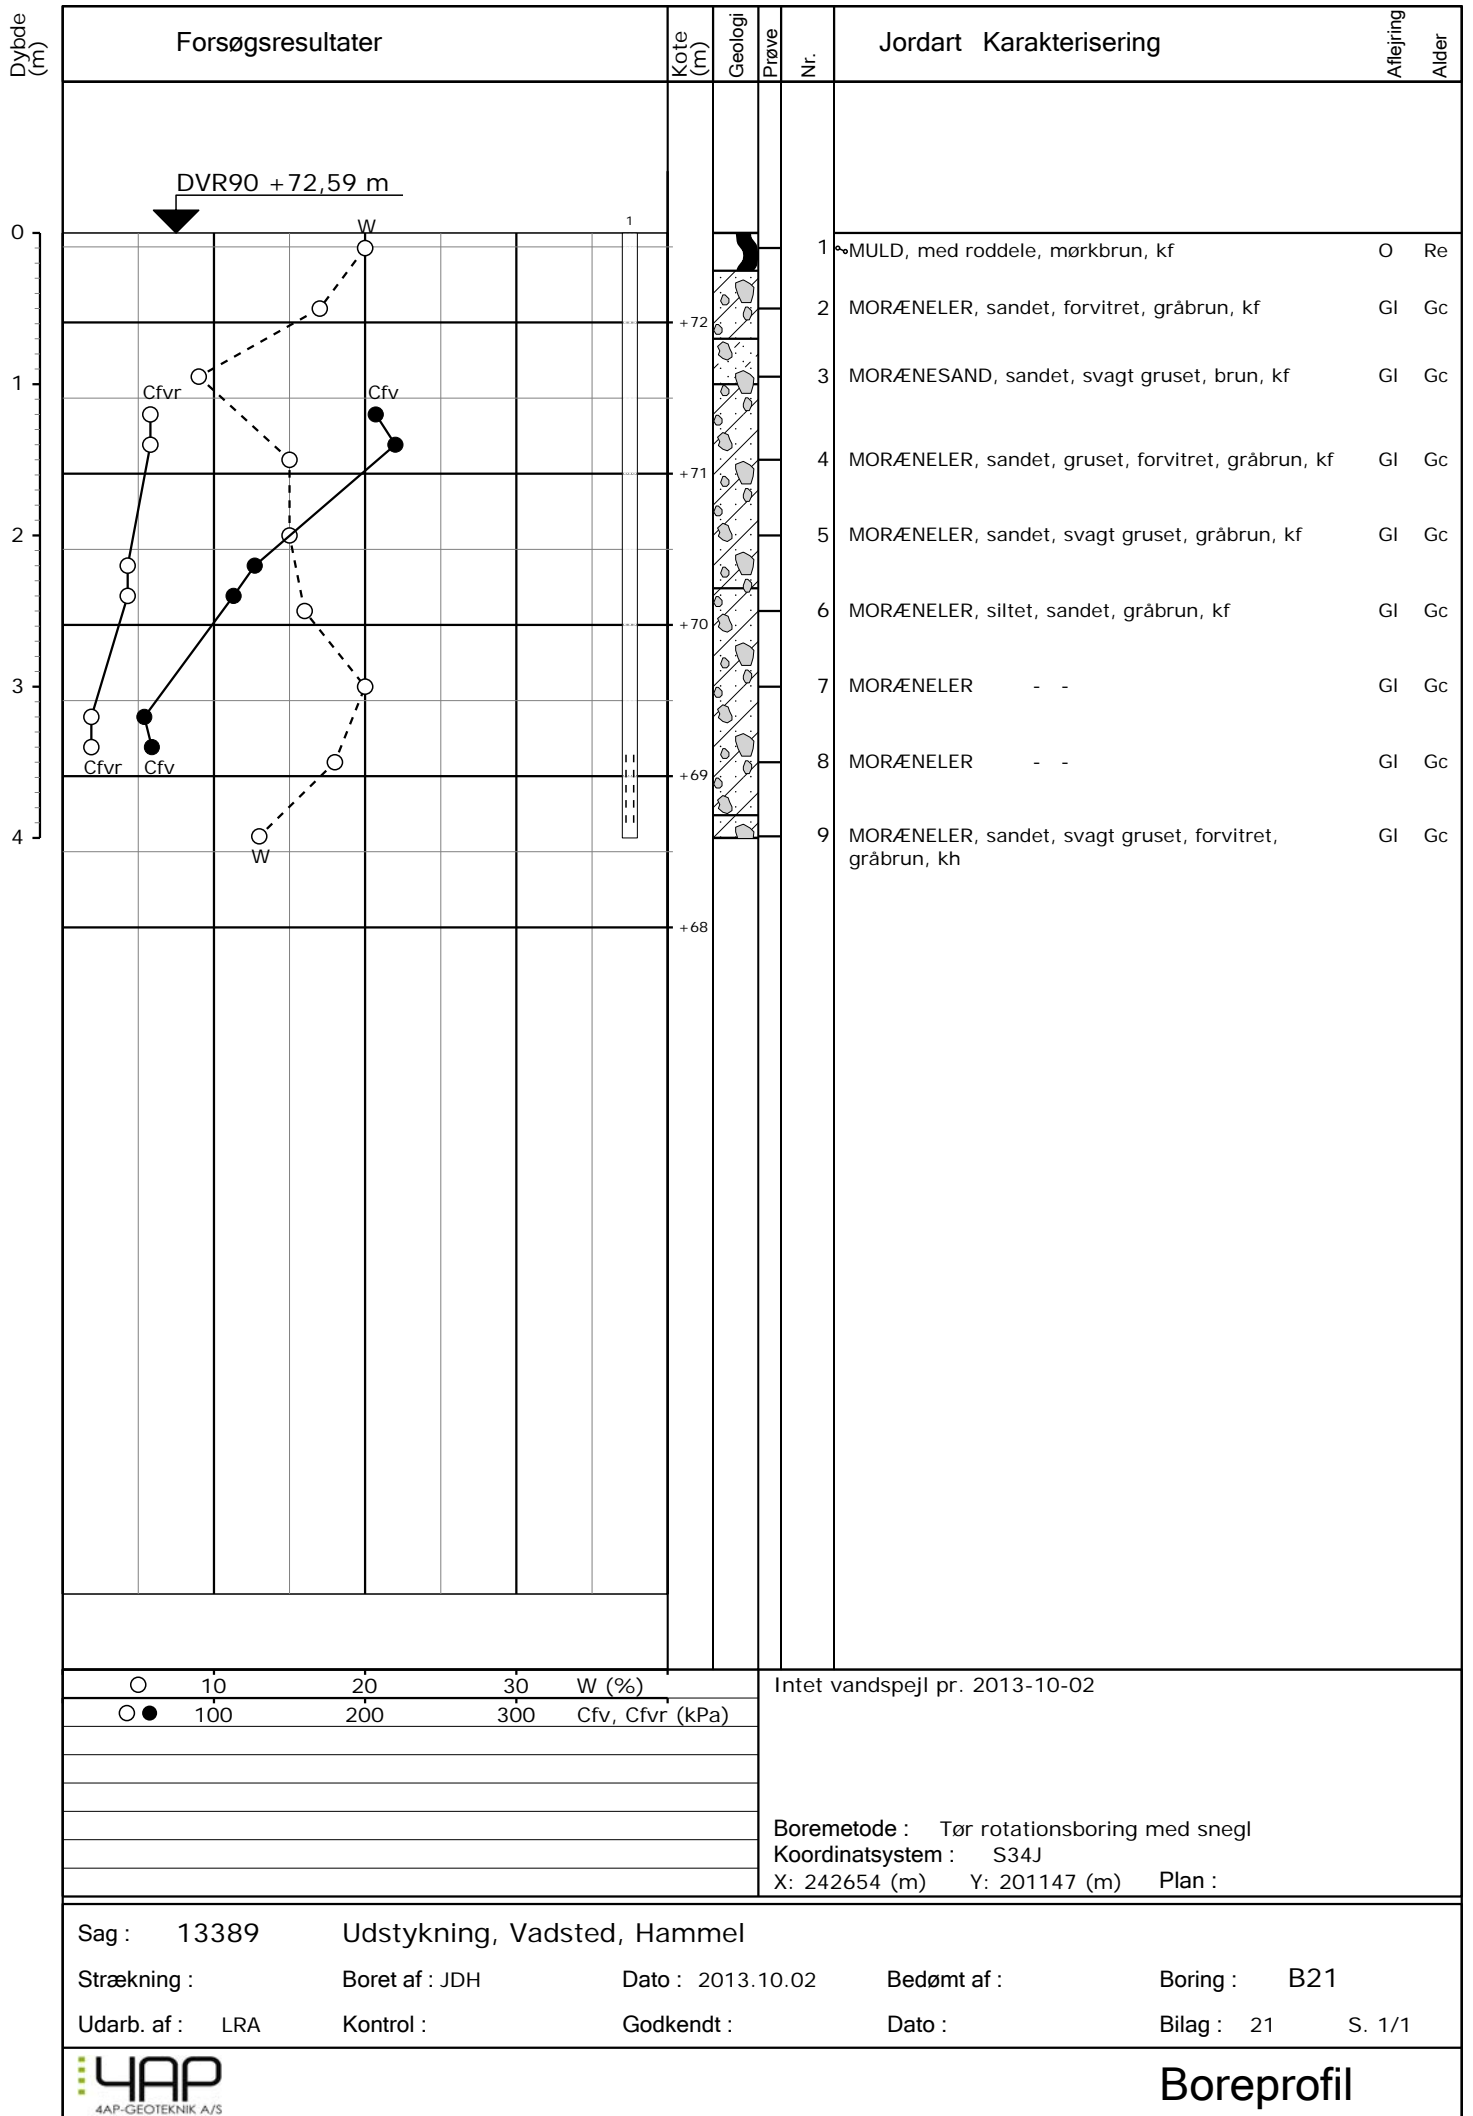 Dybde (m)
Forsøgsresultater
Kote (m)
Geologi
Prøve
Nr.
Jordart Karakterisering
Aflejring
Alder
DVR90 +72,59 m
W
1
0
1 MULD, med roddele, mørkbrun, kf O Re
2 MORÆNELER, sandet, forvitret, gråbrun, kf Gl Gc
+72
3 MORÆNESAND, sandet, svagt gruset, brun, kf Gl Gc
1
Cfvr
Cfv
4 MORÆNELER, sandet, gruset, forvitret, gråbrun, kf Gl Gc
+71
2
5 MORÆNELER, sandet, svagt gruset, gråbrun, kf Gl Gc
6 MORÆNELER, siltet, sandet, gråbrun, kf Gl Gc
+70
3
7 MORÆNELER - - Gl Gc
8 MORÆNELER - - Gl Gc
Cfvr
Cfv
+69
4
9 MORÆNELER, sandet, svagt gruset, forvitret, Gl Gc
gråbrun, kh
W
+68
10 20 30 W (%)
100 200 300 Cfv, Cfvr (kPa)
Intet vandspejl pr. 2013-10-02
Boremetode : Tør rotationsboring med snegl
Koordinatsystem : S34J
X: 242654 (m) Y: 201147 (m) Plan :
Sag : 13389 Udstykning, Vadsted, Hammel
Strækning : Boret af : JDH Dato : 2013.10.02 Bedømt af : Boring : B21
Udarb. af : LRA Kontrol : Godkendt : Dato : Bilag : 21 S. 1/1
4AP
4AP-GEOTEKNIK A/S
Boreprofil